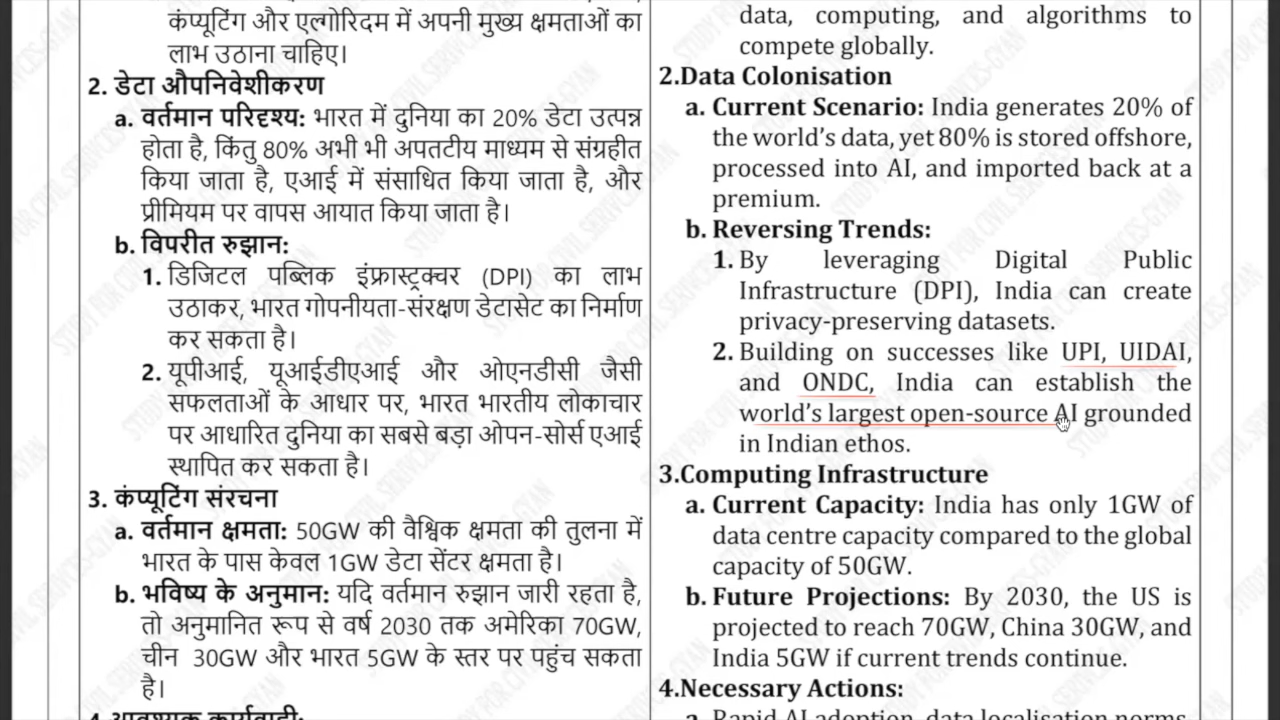 कंप्यूटिंग और एल्गोरिदम में अपनी मुख्य क्षमताओं का
लाभ उठाना चाहिए।
2. डेटा औपनिवेशीकरण
a. वर्तमान परिदृश्य: भारत में दुनिया का 20% डेटा उत्पन्न
होता है, किंतु 80% अभी भी अपतटीय माध्यम से संग्रहीत
किया जाता है, एआई में संसाधित किया जाता है, और
प्रीमियम पर वापस आयात किया जाता है।
b. विपरीत रुझान:
1. डिजिटल पब्लिक इंफ्रास्ट्रक्चर (DPI) का लाभ
उठाकर, भारत गोपनीयता-संरक्षण डेटासेट का निर्माण
कर सकता है।
2. यूपीआई, यूआईडीएआई और ओएनडीसी जैसी
सफलताओं के आधार पर, भारत भारतीय लोकाचार
पर आधारित दुनिया का सबसे बड़ा ओपन-सोर्स एआई
स्थापित कर सकता है।
3. कंप्यूटिंग संरचना
a. वर्तमान क्षमता: 50GW की वैश्विक क्षमता की तुलना में
भारत के पास केवल 1GW डेटा सेंटर क्षमता है।
b. भविष्य के अनुमान: यदि वर्तमान रुझान जारी रहता है,
तो अनुमानित रूप से वर्ष 2030 तक अमेरिका 70GW,
चीन 30GW और भारत 5GW के स्तर पर पहुंच सकता
है।
4. आवश्यक कार्यवाही:
data, computing, and algorithms to
compete globally.
2.Data Colonisation
a. Current Scenario: India generates 20% of
the world's data, yet 80% is stored offshore,
processed into AI, and imported back at a
premium.
b. Reversing Trends:
1. By leveraging Digital Public
Infrastructure (DPI), India can create
privacy-preserving datasets.
2. Building on successes like UPI, UIDAI,
and ONDC, India can establish the
world's largest open-source AI grounded
in Indian ethos.
3.Computing Infrastructure
a. Current Capacity: India has only 1GW of
data centre capacity compared to the global
capacity of 50GW.
b. Future Projections: By 2030, the US is
projected to reach 70GW, China 30GW, and
India 5GW if current trends continue.
4.Necessary Actions:
a. Rapid AI adoption, data localisation norms,